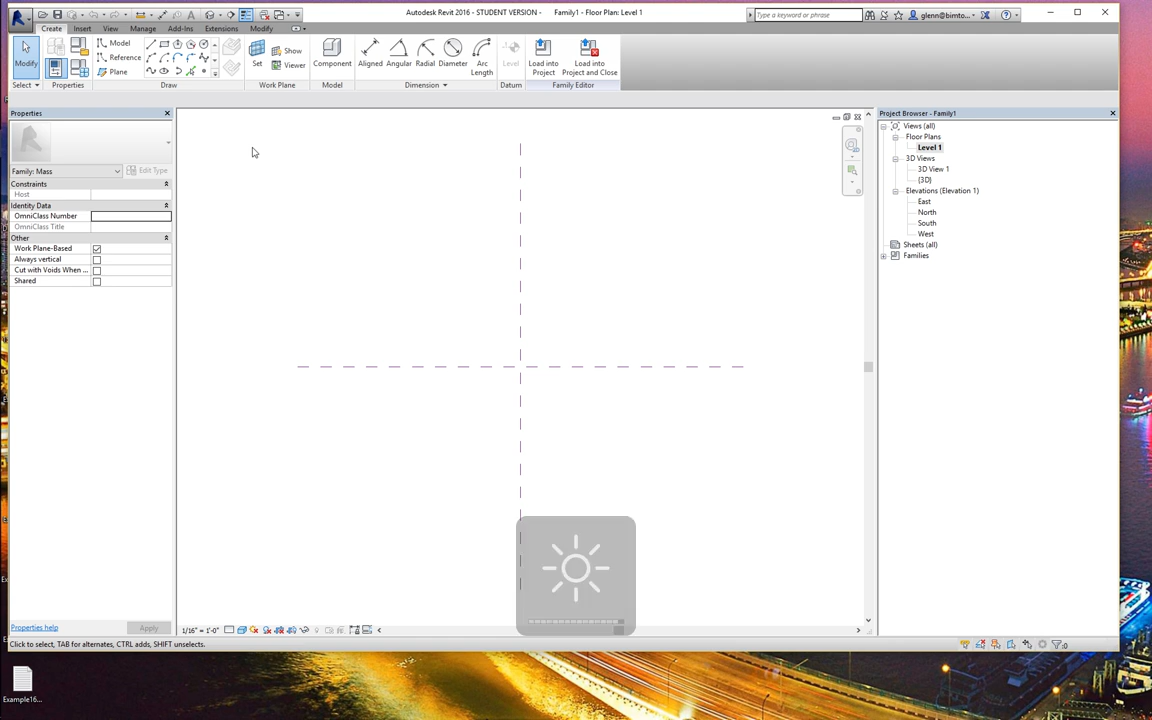 Autodesk Revit 2016 - STUDENT VERSION - Family1 - Floor Plan: Level 1
Type a keyword or phrase
glenn@bimto...
Create Insert View Manage Add-Ins Extensions Modify
Modify
Model
Reference
Plane
Set
Show
Viewer
Component
Aligned Angular Radial Diameter Arc Length
Level
Load into Project
Load into Project and Close
Select Properties Draw Work Plane Model Dimension Datum Family Editor
Properties
Family: Mass
Edit Type
Constraints
Host
Identity Data
OmniClass Number
OmniClass Title
Other
Work Plane-Based
Always vertical
Cut with Voids When ...
Shared
Properties help
Apply
1/16" = 1'-0"
Project Browser - Family1
Views (all)
Floor Plans
Level 1
3D Views
3D View 1
{3D}
Elevations (Elevation 1)
East
North
South
West
Sheets (all)
Families
Click to select, TAB for alternates, CTRL adds, SHIFT unselects.
:0
Example16...